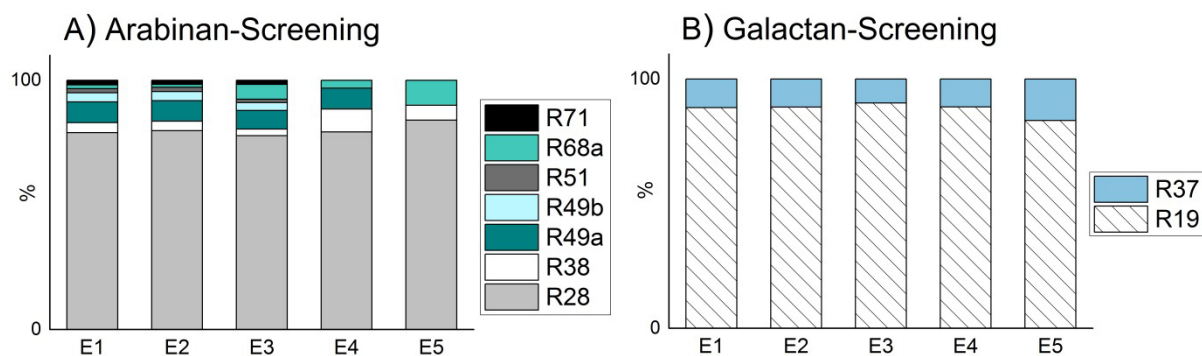 A) Arabinan-Screening
100
%
0
E1 E2 E3 E4 E5
R71
R68a
R51
R49b
R49a
R38
R28
B) Galactan-Screening
100
%
0
E1 E2 E3 E4 E5
R37
R19